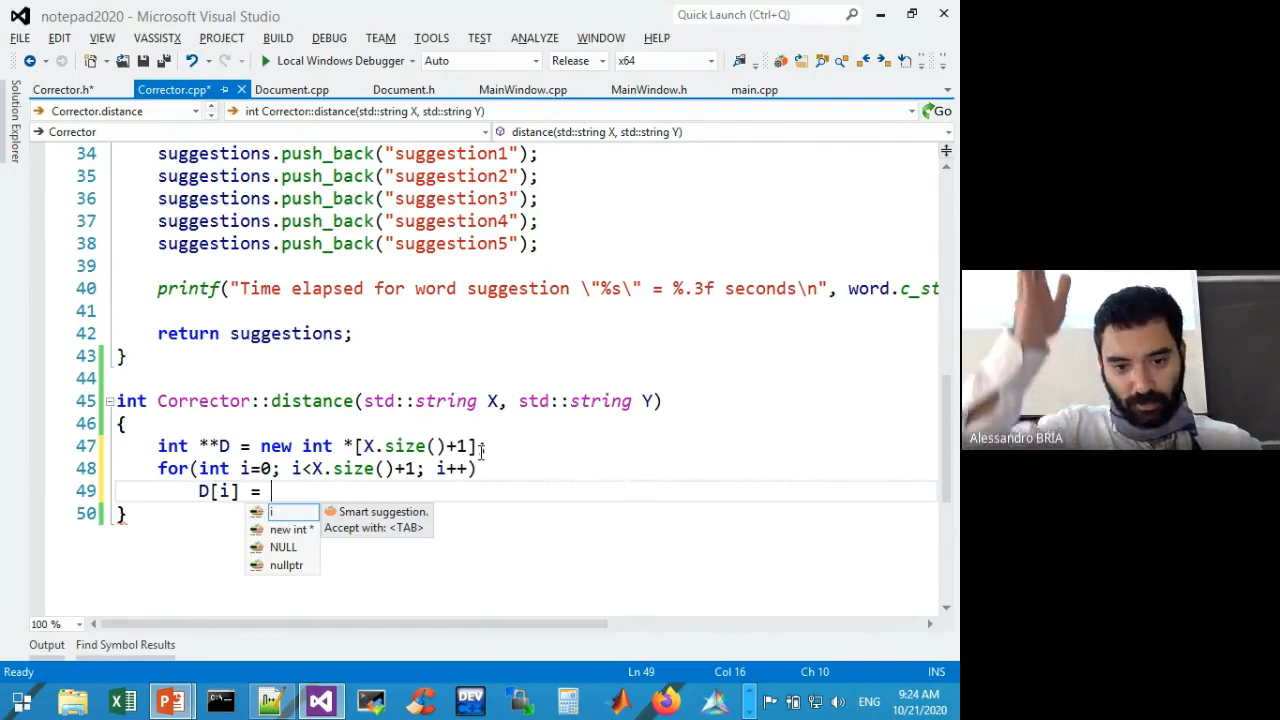 notepad2020 - Microsoft Visual Studio
Quick Launch (Ctrl+Q)
FILE EDIT VIEW VASSISTX PROJECT BUILD DEBUG TEAM TOOLS TEST ANALYZE WINDOW HELP
Local Windows Debugger Auto Release x64
Solution Explorer
Corrector.h* Corrector.cpp* Document.cpp Document.h MainWindow.cpp MainWindow.h main.cpp
Corrector.distance int Corrector::distance(std::string X, std::string Y) Go
Corrector distance(std::string X, std::string Y)
34 suggestions.push_back("suggestion1");
35 suggestions.push_back("suggestion2");
36 suggestions.push_back("suggestion3");
37 suggestions.push_back("suggestion4");
38 suggestions.push_back("suggestion5");
39
40 printf("Time elapsed for word suggestion \"%s\" = %.3f seconds\n", word.c_st
41
42 return suggestions;
43 }
44
45 int Corrector::distance(std::string X, std::string Y)
46 {
47 int **D = new int *[X.size()+1];
48 for(int i=0; i<X.size()+1; i++)
49 D[i] =
50 }
i Smart suggestion.
new int * Accept with: <TAB>
NULL
nullptr
Alessandro BRIA
100 %
Output Find Symbol Results
Ready Ln 49 Col 16 Ch 10 INS
DEV
ENG
9:24 AM
10/21/2020